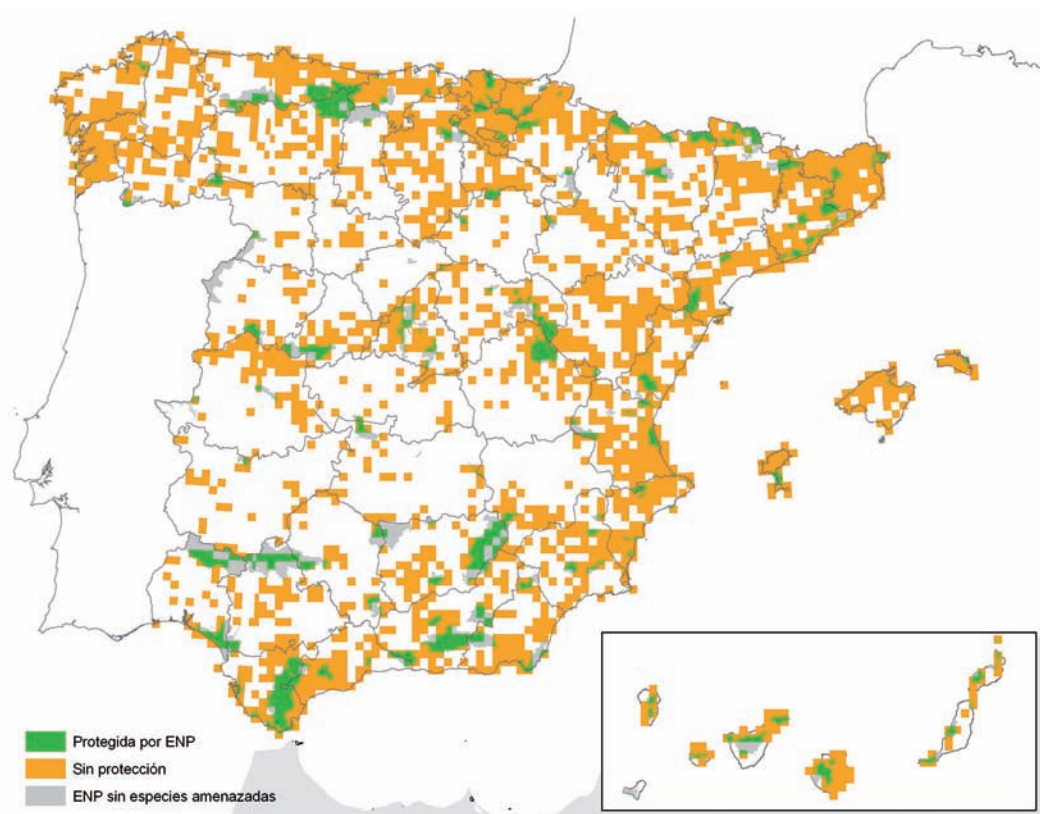 Protegida por ENP
Sin protección
ENP sin especies amenazadas